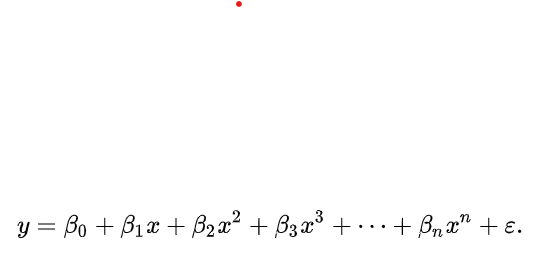 y = β₀ + β₁x + β₂x² + β₃x³ + ⋯ + βₙxⁿ + ε.